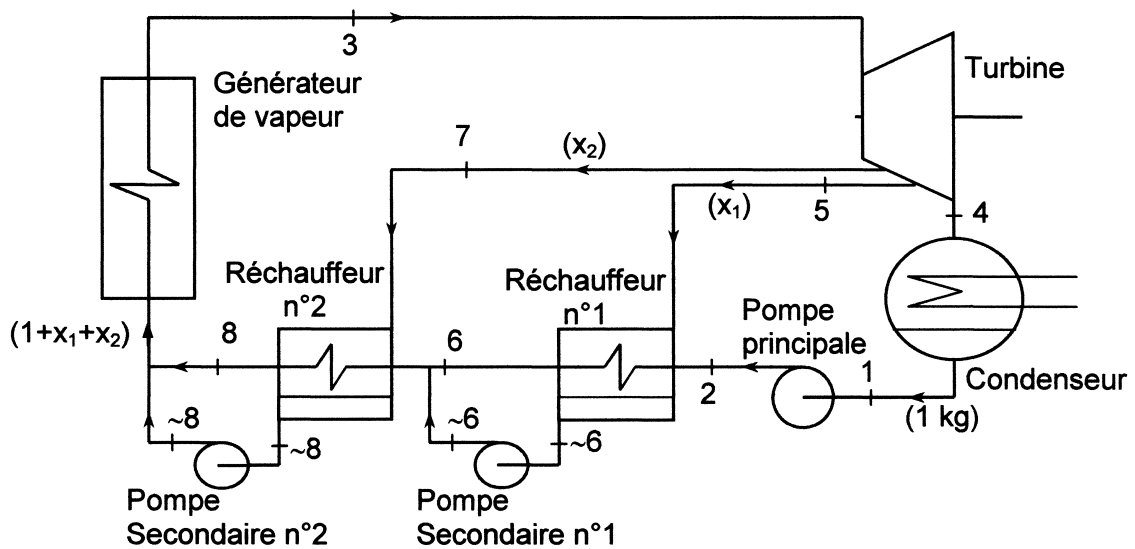 3
Générateur
de vapeur
Turbine
7
(x₂)
(x₁)
5
4
Réchauffeur
n°2
Réchauffeur
n°1
Pompe
principale
(1+x₁+x₂)
8
6
2
1
Condenseur
(1 kg)
~8
~8
~6
~6
Pompe
Secondaire n°2
Pompe
Secondaire n°1